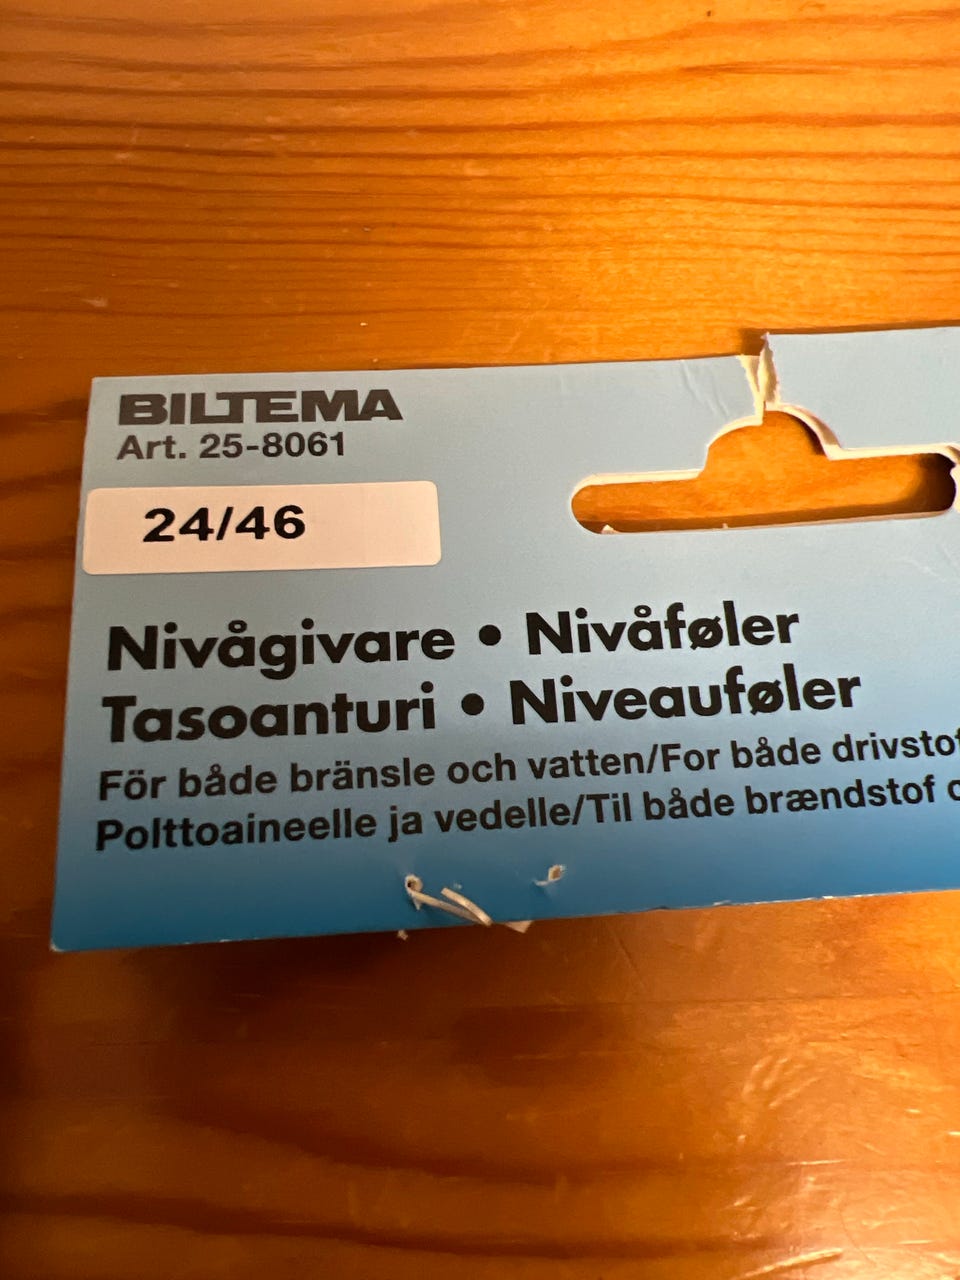 BILTEMA
Art. 25-8061
24/46
Nivågivare • Nivåføler
Tasoanturi • Niveauføler
För både bränsle och vatten/For både
Polttoaineelle ja vedelle/Til både brændstof